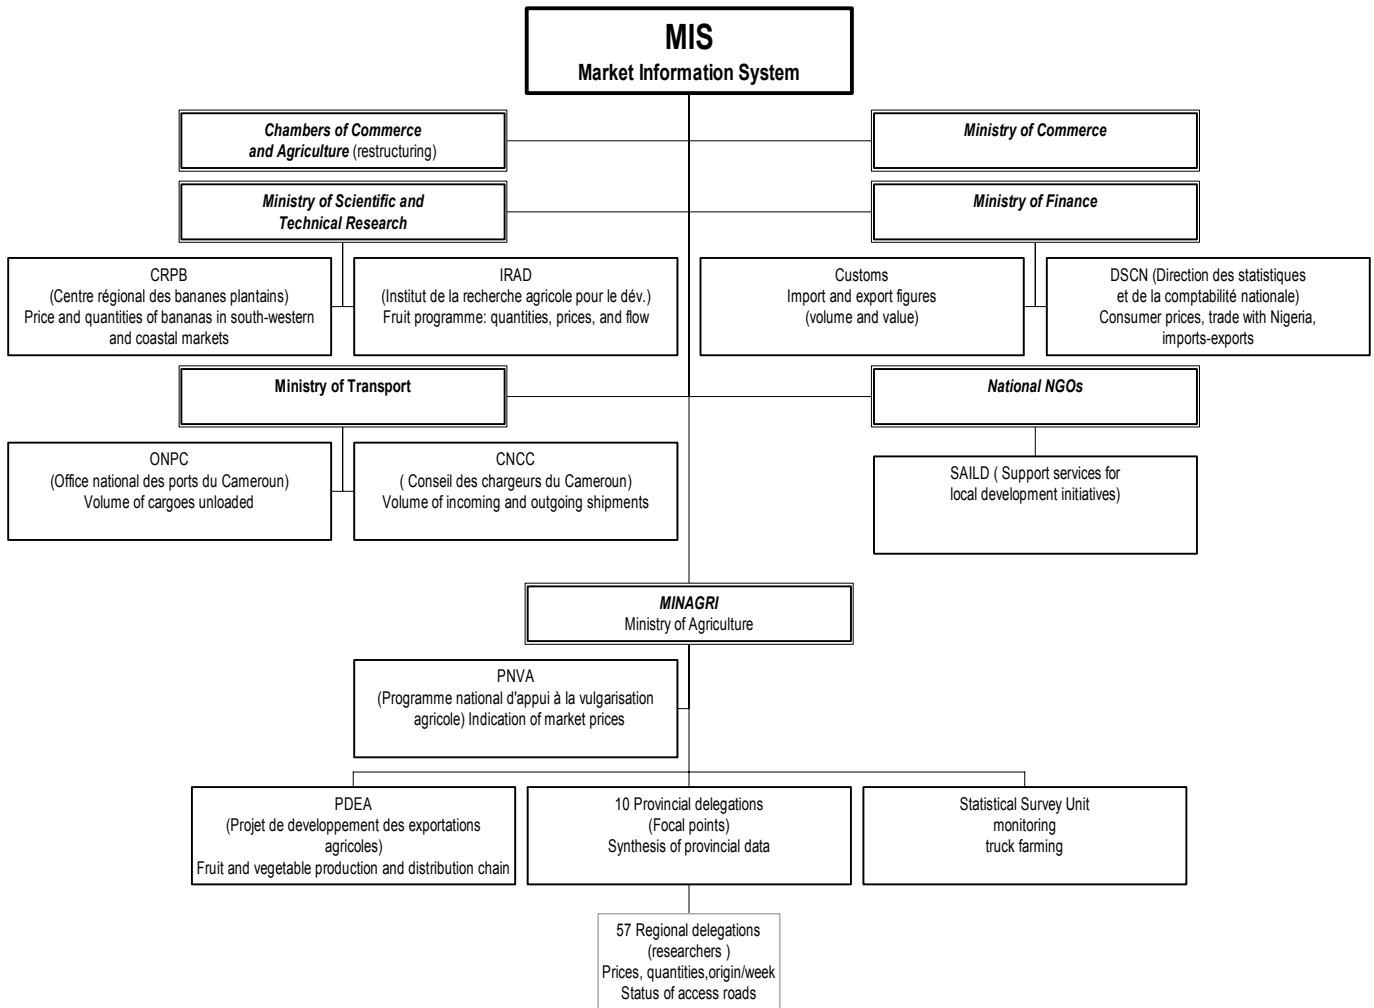 MIS
Market Information System
Chambers of Commerce
and Agriculture (restructuring)
Ministry of Commerce
Ministry of Scientific and
Technical Research
Ministry of Finance
CRPB
(Centre régional des bananes plantains)
Price and quantities of bananas in south-western
and coastal markets
IRAD
(Institut de la recherche agricole pour le dév.)
Fruit programme: quantities, prices, and flow
Customs
Import and export figures
(volume and value)
DSCN (Direction des statistiques
et de la comptabilité nationale)
Consumer prices, trade with Nigeria,
imports-exports
Ministry of Transport
National NGOs
ONPC
(Office national des ports du Cameroun)
Volume of cargoes unloaded
CNCC
( Conseil des chargeurs du Cameroun)
Volume of incoming and outgoing shipments
SAILD ( Support services for
local development initiatives)
MINAGRI
Ministry of Agriculture
PNVA
(Programme national d'appui à la vulgarisation
agricole) Indication of market prices
PDEA
(Projet de developpement des exportations
agricoles)
Fruit and vegetable production and distribution chain
10 Provincial delegations
(Focal points)
Synthesis of provincial data
Statistical Survey Unit
monitoring
truck farming
57 Regional delegations
(researchers )
Prices, quantities,origin/week
Status of access roads